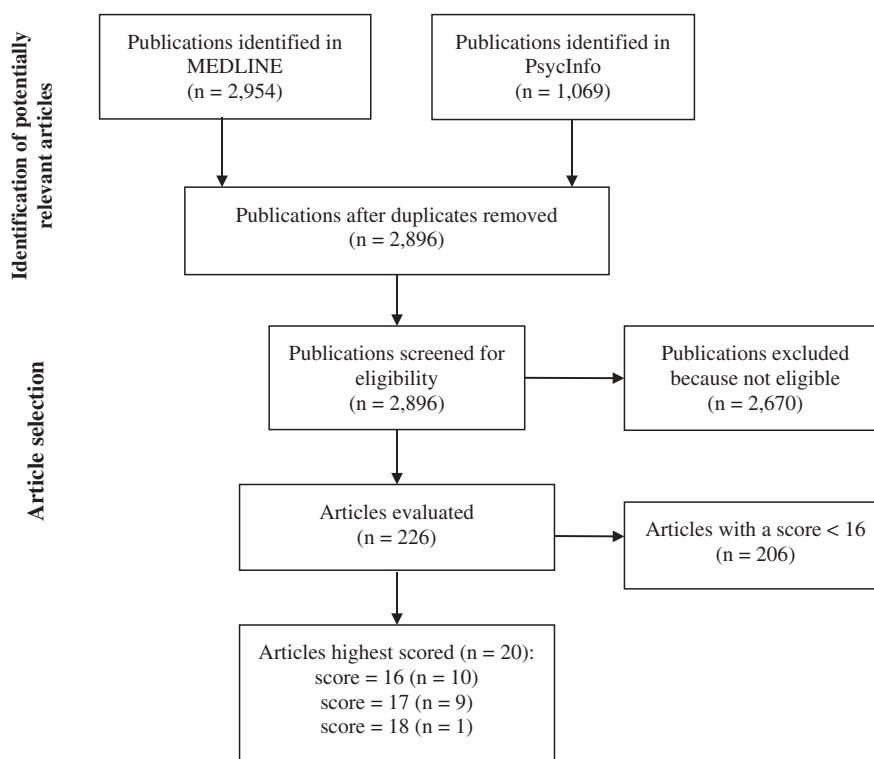 Identification of potentially
relevant articles
Publications identified in
MEDLINE
(n = 2,954)
Publications identified in
PsycInfo
(n = 1,069)
Publications after duplicates removed
(n = 2,896)
Article selection
Publications screened for
eligibility
(n = 2,896)
Publications excluded
because not eligible
(n = 2,670)
Articles evaluated
(n = 226)
Articles with a score < 16
(n = 206)
Articles highest scored (n = 20):
score = 16 (n = 10)
score = 17 (n = 9)
score = 18 (n = 1)